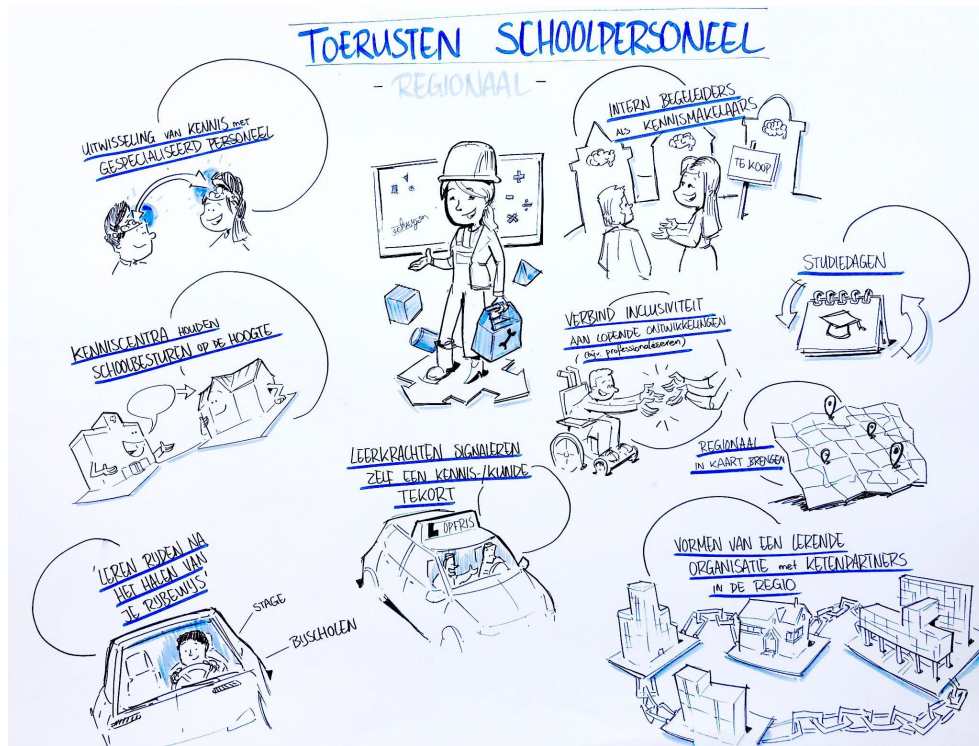 TOERUSTEN SCHOOLPERSONEEL
- REGIONAAL -
UITWISSELING VAN KENNIS met
GESPECIALISEERD PERSONEEL
INTERN BEGELEIDERS
ALS KENNISMAKELAARS
TE KOOP
schrijven
STUDIEDAGEN
KENNISCENTRA HOUDEN
SCHOOLBESTUREN OP DE HOOGTE
VERBIND INCLUSIVITEIT
AAN LOPENDE ONTWIKKELINGEN
(bijv. professionaliseren)
LEERKRACHTEN SIGNALEREN
ZELF EEN KENNIS-/KUNDE
TEKORT
L OPFRIS
REGIONAAL
IN KAART BRENGEN
'LEREN RIJDEN NA
HET HALEN VAN
JE RIJBEWIJS'
STAGE
BIJSCHOLEN
VORMEN VAN EEN LERENDE
ORGANISATIE met KETENPARTNERS
IN DE REGIO